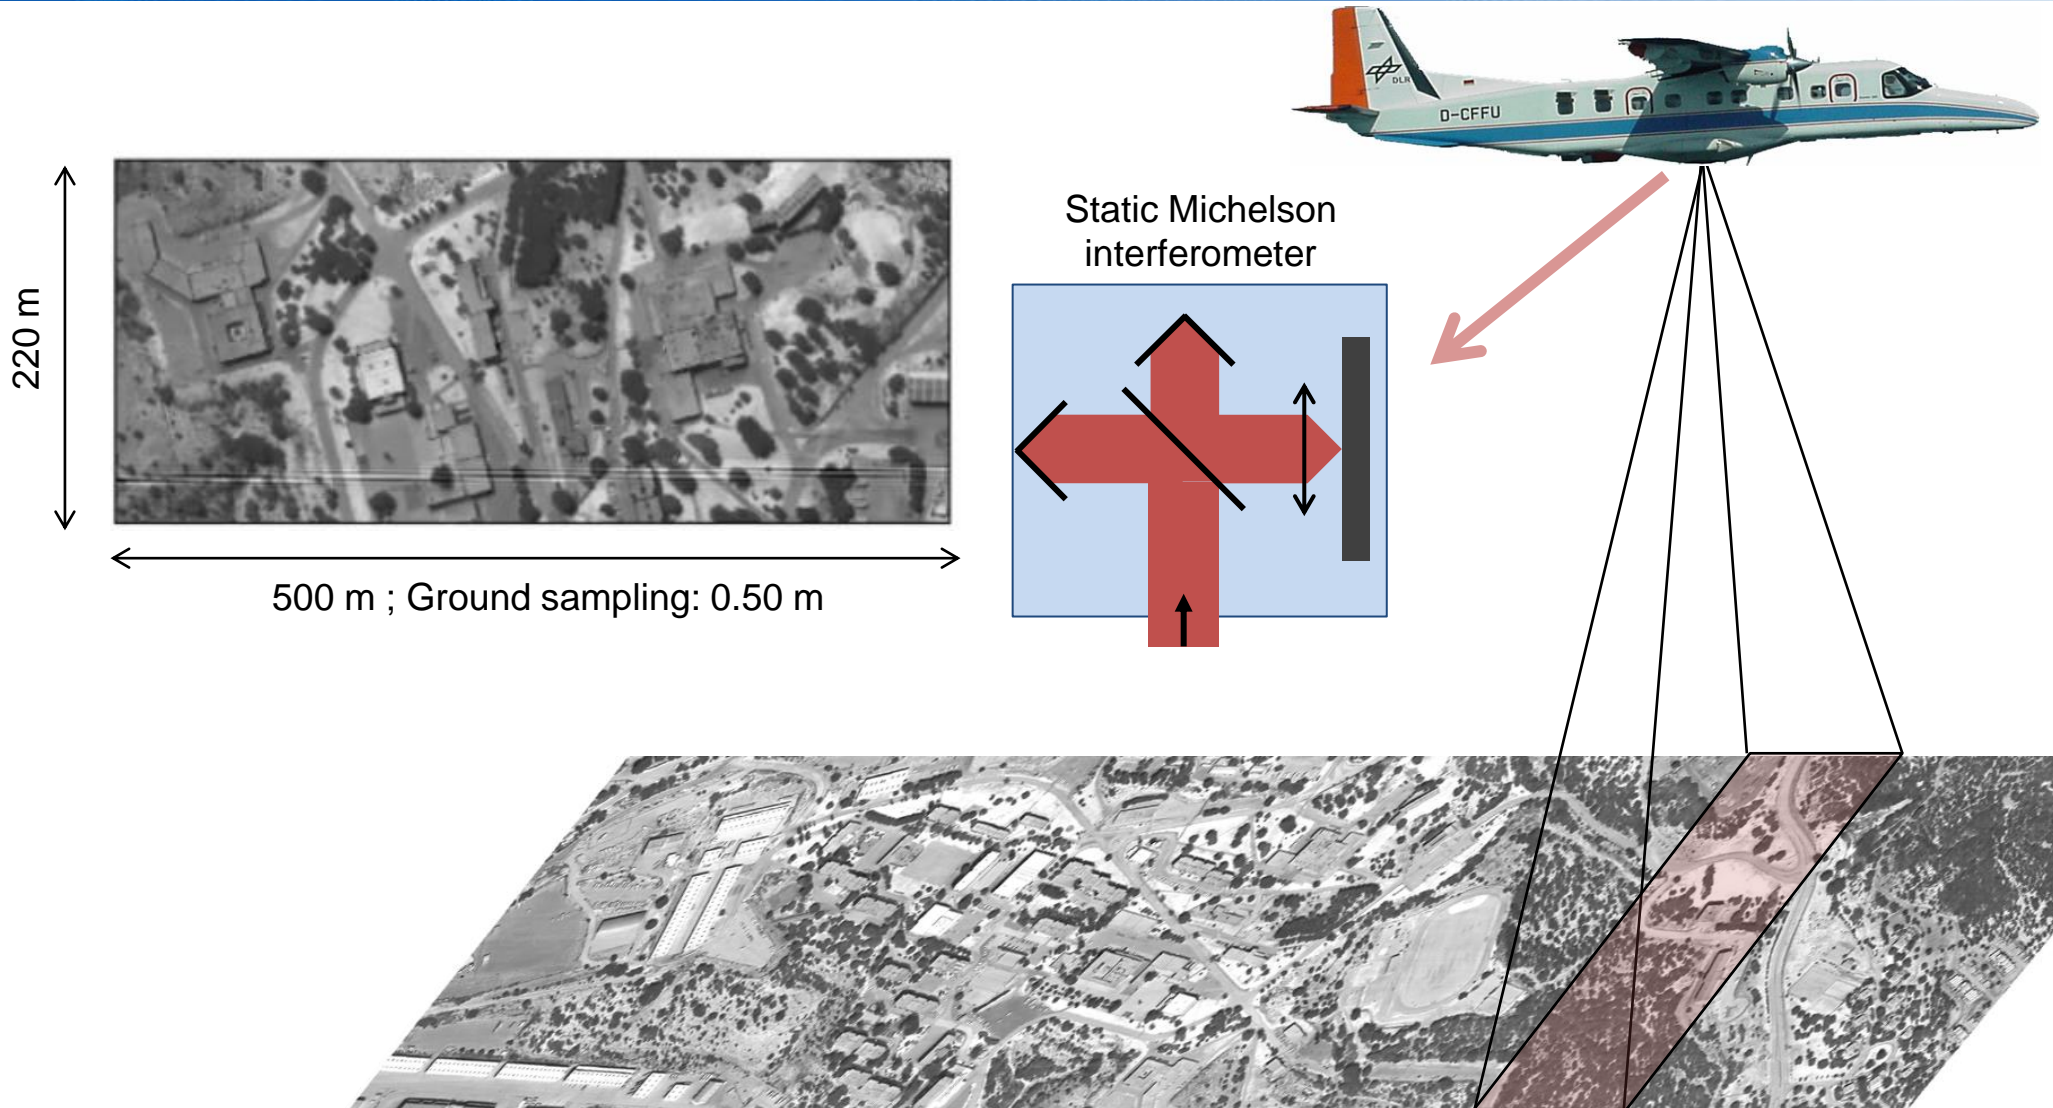 DLR
D-CFFU
Static Michelson
interferometer
220 m
500 m ; Ground sampling: 0.50 m